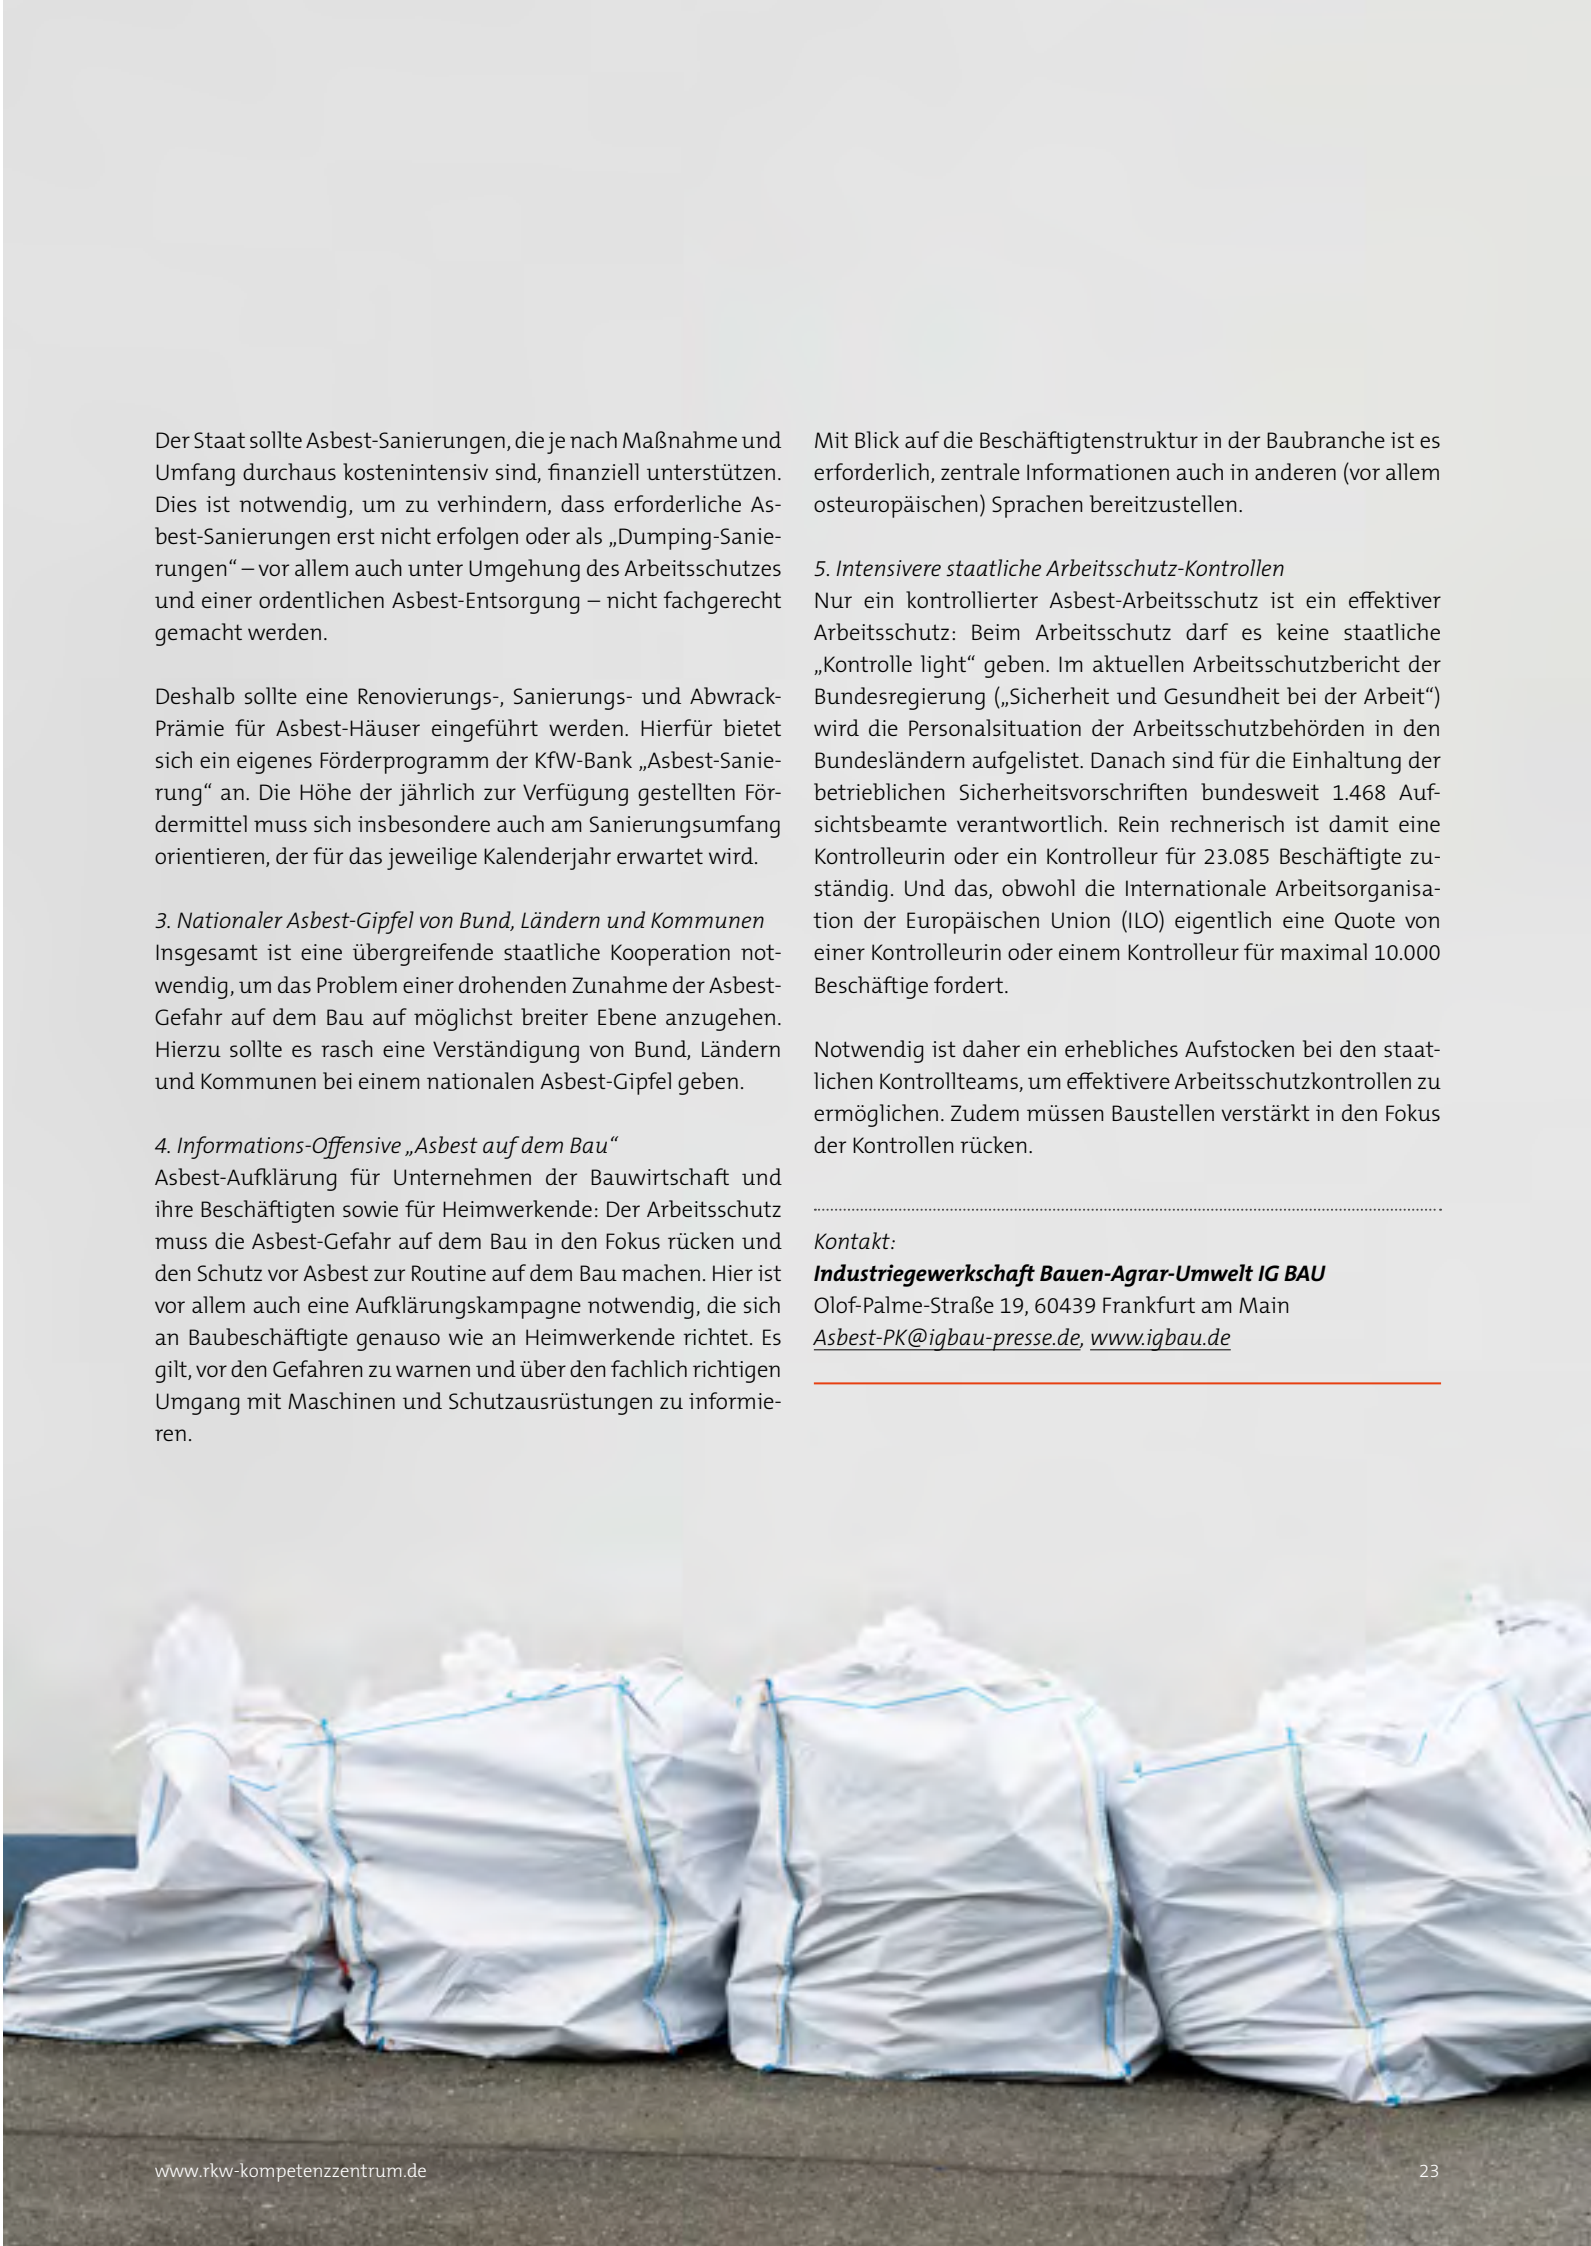 Der Staat sollte Asbest-Sanierungen, die je nach Maßnahme und
Umfang durchaus kostenintensiv sind, finanziell unterstützen.
Dies ist notwendig, um zu verhindern, dass erforderliche As-
best-Sanierungen erst nicht erfolgen oder als „Dumping-Sanie-
rungen“ – vor allem auch unter Umgehung des Arbeitsschutzes
und einer ordentlichen Asbest-Entsorgung – nicht fachgerecht
gemacht werden.
Deshalb sollte eine Renovierungs-, Sanierungs- und Abwrack-
Prämie für Asbest-Häuser eingeführt werden. Hierfür bietet
sich ein eigenes Förderprogramm der KfW-Bank „Asbest-Sanie-
rung“ an. Die Höhe der jährlich zur Verfügung gestellten För-
dermittel muss sich insbesondere auch am Sanierungsumfang
orientieren, der für das jeweilige Kalenderjahr erwartet wird.
3. Nationaler Asbest-Gipfel von Bund, Ländern und Kommunen
Insgesamt ist eine übergreifende staatliche Kooperation not-
wendig, um das Problem einer drohenden Zunahme der Asbest-
Gefahr auf dem Bau auf möglichst breiter Ebene anzugehen.
Hierzu sollte es rasch eine Verständigung von Bund, Ländern
und Kommunen bei einem nationalen Asbest-Gipfel geben.
4. Informations-Offensive „Asbest auf dem Bau“
Asbest-Aufklärung für Unternehmen der Bauwirtschaft und
ihre Beschäftigten sowie für Heimwerkende: Der Arbeitsschutz
muss die Asbest-Gefahr auf dem Bau in den Fokus rücken und
den Schutz vor Asbest zur Routine auf dem Bau machen. Hier ist
vor allem auch eine Aufklärungskampagne notwendig, die sich
an Baubeschäftigte genauso wie an Heimwerkende richtet. Es
gilt, vor den Gefahren zu warnen und über den fachlich richtigen
Umgang mit Maschinen und Schutzausrüstungen zu informie-
ren.
Mit Blick auf die Beschäftigtenstruktur in der Baubranche ist es
erforderlich, zentrale Informationen auch in anderen (vor allem
osteuropäischen) Sprachen bereitzustellen.
5. Intensivere staatliche Arbeitsschutz-Kontrollen
Nur ein kontrollierter Asbest-Arbeitsschutz ist ein effektiver
Arbeitsschutz: Beim Arbeitsschutz darf es keine staatliche
„Kontrolle light“ geben. Im aktuellen Arbeitsschutzbericht der
Bundesregierung („Sicherheit und Gesundheit bei der Arbeit“)
wird die Personalsituation der Arbeitsschutzbehörden in den
Bundesländern aufgelistet. Danach sind für die Einhaltung der
betrieblichen Sicherheitsvorschriften bundesweit 1.468 Auf-
sichtsbeamte verantwortlich. Rein rechnerisch ist damit eine
Kontrolleurin oder ein Kontrolleur für 23.085 Beschäftigte zu-
ständig. Und das, obwohl die Internationale Arbeitsorganisa-
tion der Europäischen Union (ILO) eigentlich eine Quote von
einer Kontrolleurin oder einem Kontrolleur für maximal 10.000
Beschäftige fordert.
Notwendig ist daher ein erhebliches Aufstocken bei den staat-
lichen Kontrollteams, um effektivere Arbeitsschutzkontrollen zu
ermöglichen. Zudem müssen Baustellen verstärkt in den Fokus
der Kontrollen rücken.
Kontakt:
Industriegewerkschaft Bauen-Agrar-Umwelt IG BAU
Olof-Palme-Straße 19, 60439 Frankfurt am Main
Asbest-PK@igbau-presse.de, www.igbau.de
www.rkw-kompetenzzentrum.de
23